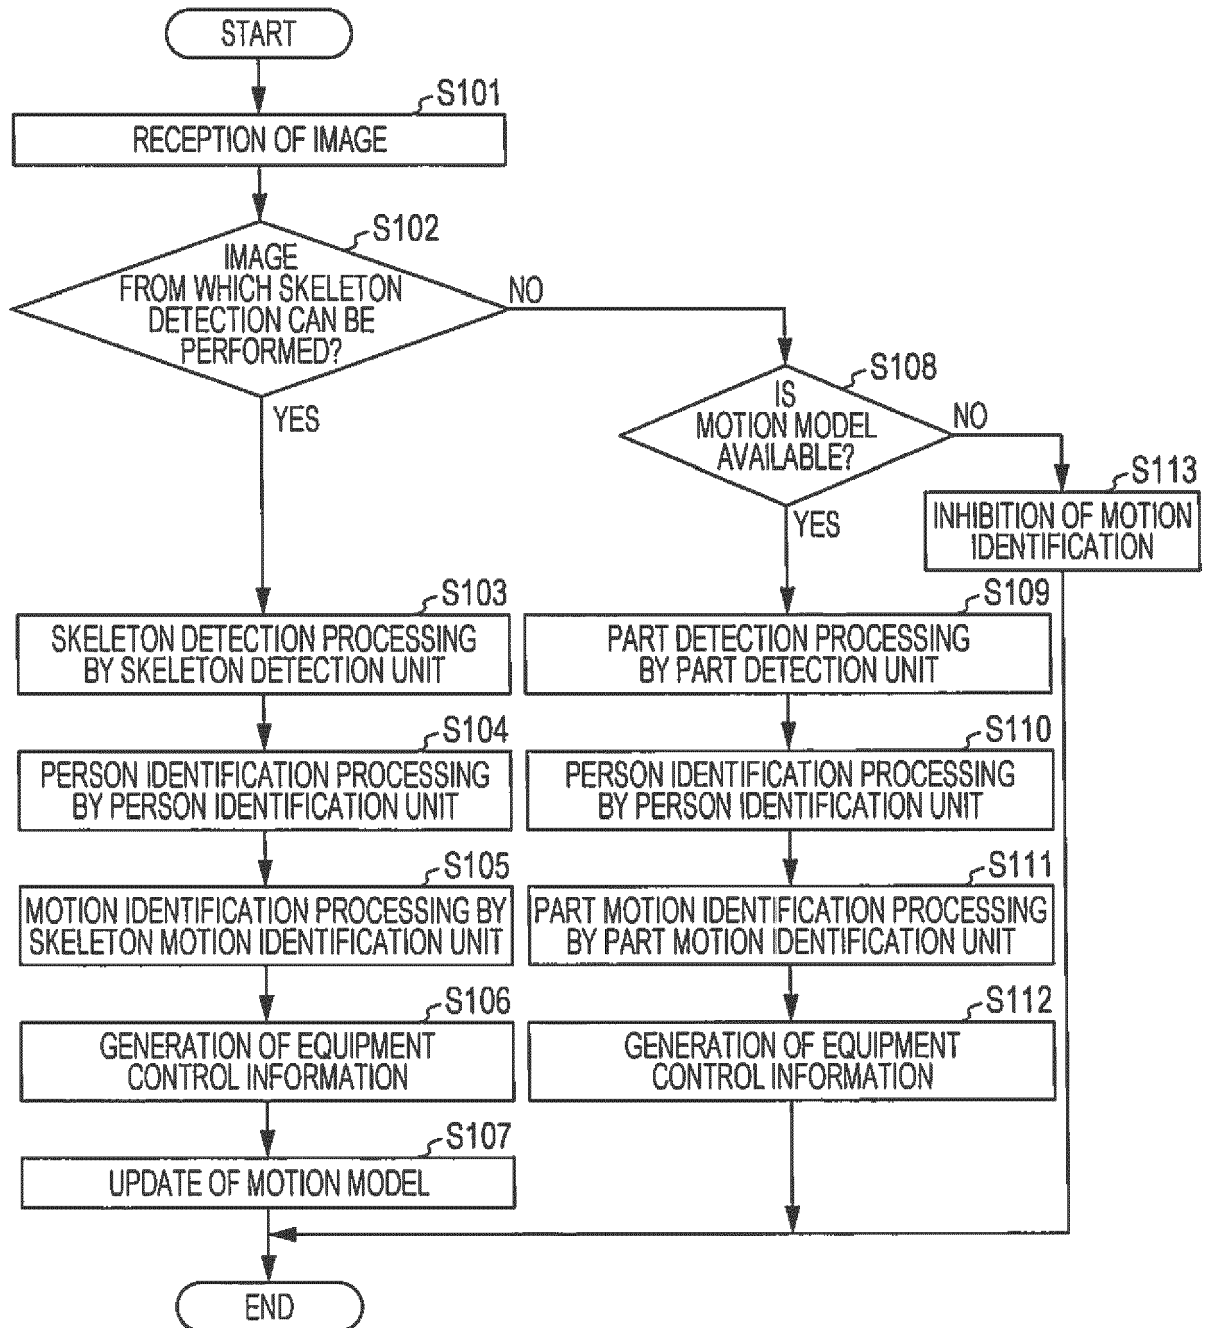 START
S101
RECEPTION OF IMAGE
S102
IMAGE
FROM WHICH SKELETON
DETECTION CAN BE
PERFORMED?
NO
YES
S108
IS
MOTION MODEL
AVAILABLE?
NO
YES
S113
INHIBITION OF MOTION
IDENTIFICATION
S103
SKELETON DETECTION PROCESSING
BY SKELETON DETECTION UNIT
S104
PERSON IDENTIFICATION PROCESSING
BY PERSON IDENTIFICATION UNIT
S105
MOTION IDENTIFICATION PROCESSING BY
SKELETON MOTION IDENTIFICATION UNIT
S106
GENERATION OF EQUIPMENT
CONTROL INFORMATION
S107
UPDATE OF MOTION MODEL
S109
PART DETECTION PROCESSING
BY PART DETECTION UNIT
S110
PERSON IDENTIFICATION PROCESSING
BY PERSON IDENTIFICATION UNIT
S111
PART MOTION IDENTIFICATION PROCESSING
BY PART MOTION IDENTIFICATION UNIT
S112
GENERATION OF EQUIPMENT
CONTROL INFORMATION
END